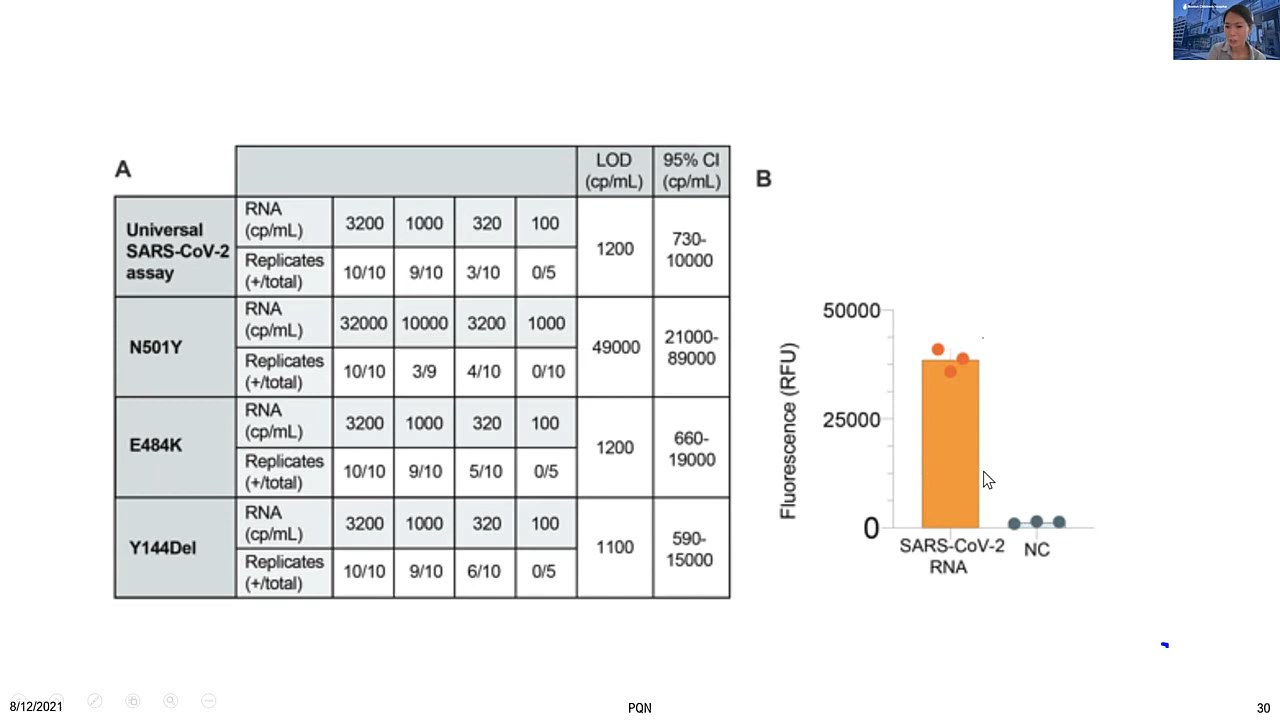 Boston Children's Hospital
A
LOD
(cp/mL)
95% CI
(cp/mL)
Universal
SARS-CoV-2
assay
RNA
(cp/mL)
3200
1000
320
100
1200
730-
10000
Replicates
(+/total)
10/10
9/10
3/10
0/5
N501Y
RNA
(cp/mL)
32000
10000
3200
1000
49000
21000-
89000
Replicates
(+/total)
10/10
3/9
4/10
0/10
E484K
RNA
(cp/mL)
3200
1000
320
100
1200
660-
19000
Replicates
(+/total)
10/10
9/10
5/10
0/5
Y144Del
RNA
(cp/mL)
3200
1000
320
100
1100
590-
15000
Replicates
(+/total)
10/10
9/10
6/10
0/5
B
Fluorescence (RFU)
50000
25000
0
SARS-CoV-2
RNA
NC
8/12/2021
PQN
30